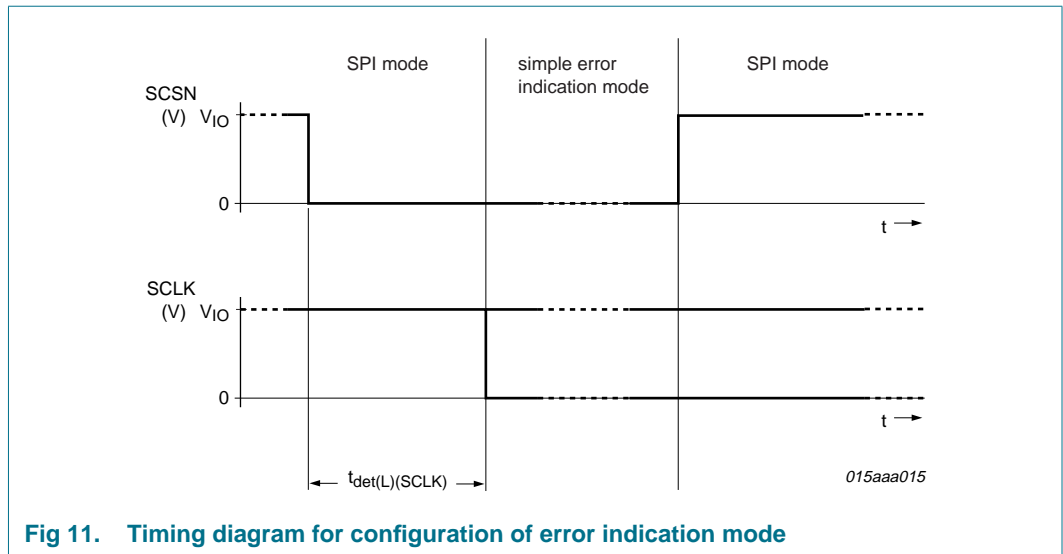 SPI mode simple error indication mode SPI mode
SCSN
(V) VIO
0
t
SCLK
(V) VIO
0
t
tdet(L)(SCLK)
015aaa015
Fig 11. Timing diagram for configuration of error indication mode